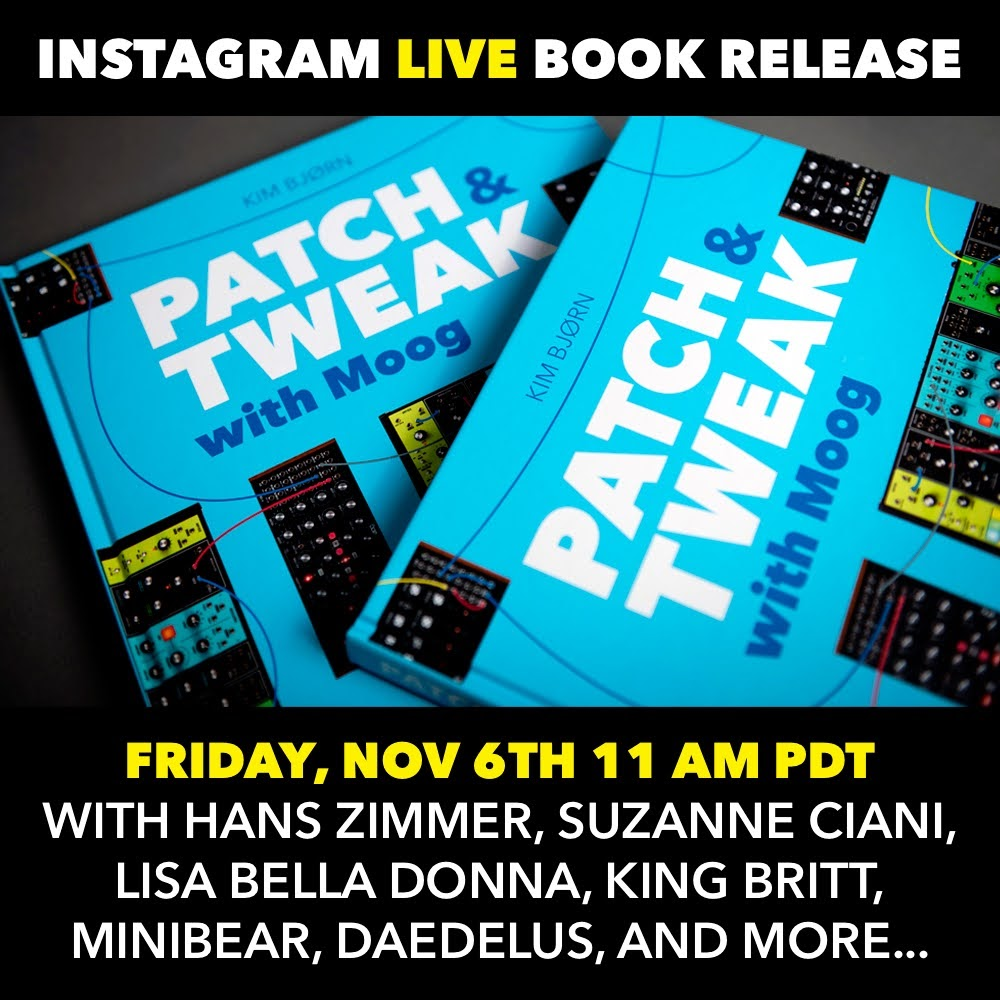 INSTAGRAM LIVE BOOK RELEASE
KIM BJØRN
PATCH &
TWEAK
with Moog
KIM BJØRN
PATCH &
TWEAK
with Moog
PATCH
FRIDAY, NOV 6TH 11 AM PDT
WITH HANS ZIMMER, SUZANNE CIANI,
LISA BELLA DONNA, KING BRITT,
MINIBEAR, DAEDELUS, AND MORE...